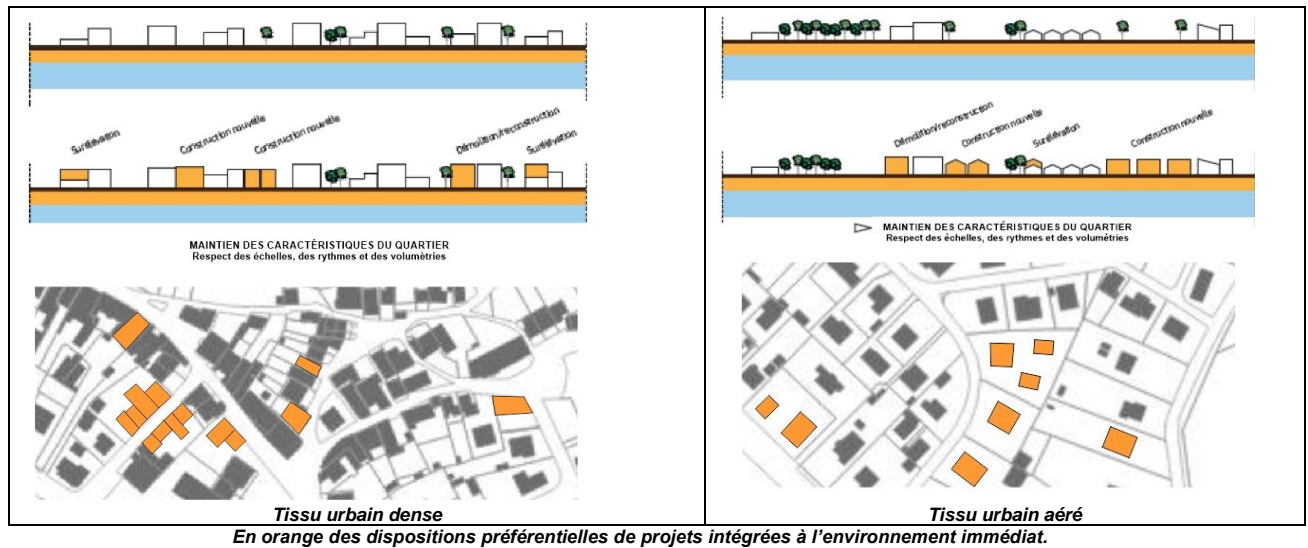 Surélévation
Construction nouvelle
Construction nouvelle
Démolition/reconstruction
Surélévation
MAINTIEN DES CARACTÉRISTIQUES DU QUARTIER
Respect des échelles, des rythmes et des volumètries
Tissu urbain dense
Démolition/reconstruction
Construction nouvelle
Surélévation
Construction nouvelle
MAINTIEN DES CARACTÉRISTIQUES DU QUARTIER
Respect des échelles, des rythmes et des volumètries
Tissu urbain aéré
En orange des dispositions préférentielles de projets intégrées à l'environnement immédiat.